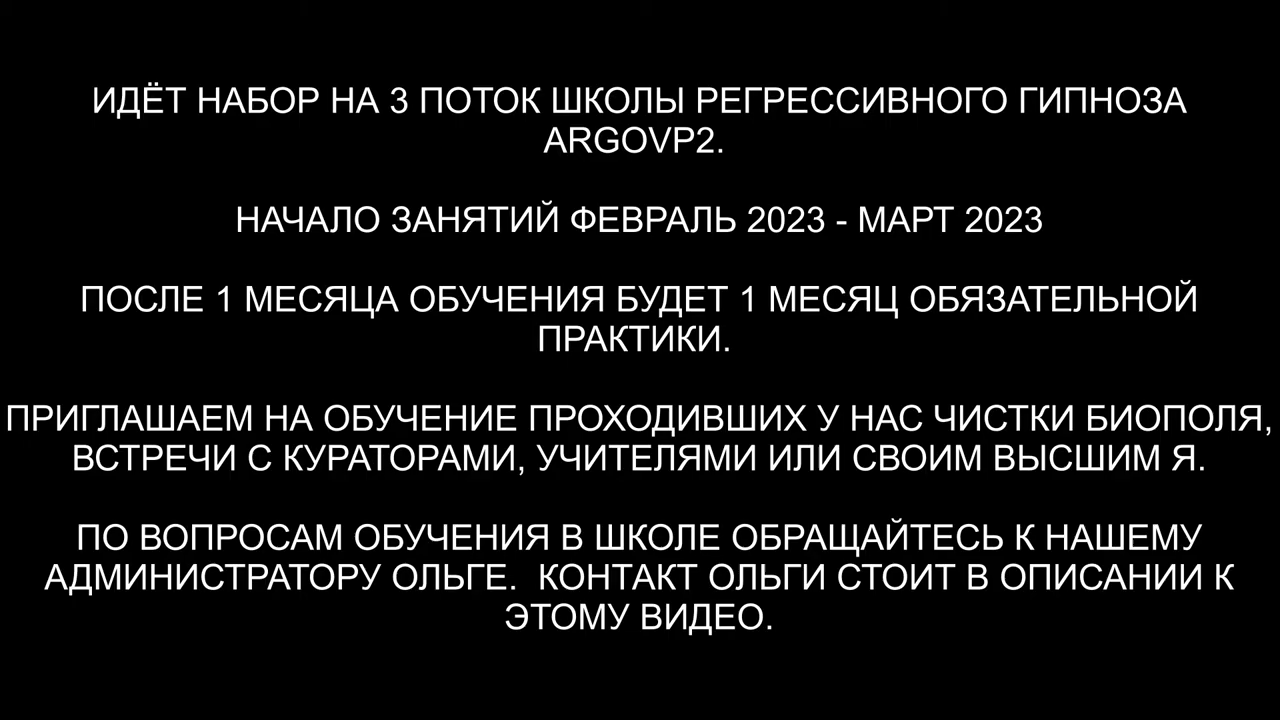 ИДЁТ НАБОР НА 3 ПОТОК ШКОЛЫ РЕГРЕССИВНОГО ГИПНОЗА
ARGOVP2.
НАЧАЛО ЗАНЯТИЙ ФЕВРАЛЬ 2023 - МАРТ 2023
ПОСЛЕ 1 МЕСЯЦА ОБУЧЕНИЯ БУДЕТ 1 МЕСЯЦ ОБЯЗАТЕЛЬНОЙ
ПРАКТИКИ.
ПРИГЛАШАЕМ НА ОБУЧЕНИЕ ПРОХОДИВШИХ У НАС ЧИСТКИ БИОПОЛЯ,
ВСТРЕЧИ С КУРАТОРАМИ, УЧИТЕЛЯМИ ИЛИ СВОИМ ВЫСШИМ Я.
ПО ВОПРОСАМ ОБУЧЕНИЯ В ШКОЛЕ ОБРАЩАЙТЕСЬ К НАШЕМУ
АДМИНИСТРАТОРУ ОЛЬГЕ.  КОНТАКТ ОЛЬГИ СТОИТ В ОПИСАНИИ К
ЭТОМУ ВИДЕО.